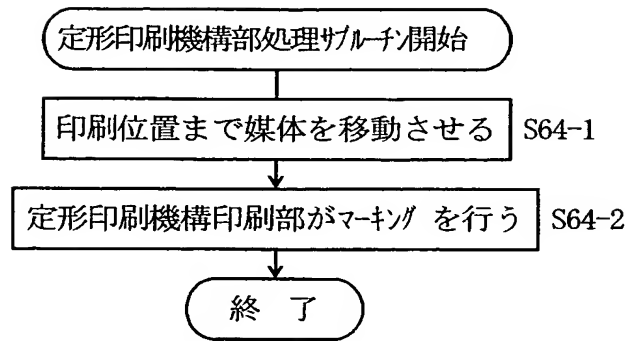 定形印刷機構部処理サブルーチン開始
印刷位置まで媒体を移動させる S64-1
定形印刷機構印刷部がマーキング を行う S64-2
終 了